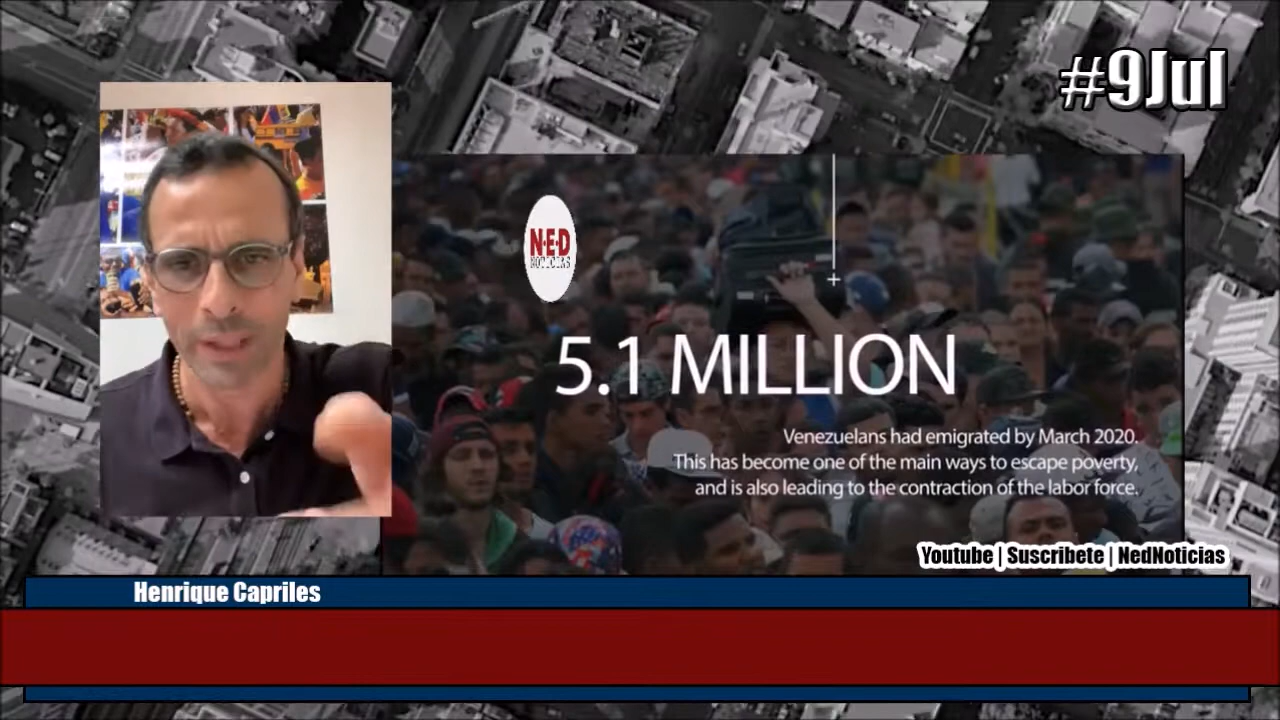 #9Jul
N·E·D
NOTICIAS
5.1 MILLION
Venezuelans had emigrated by March 2020.
This has become one of the main ways to escape poverty,
and is also leading to the contraction of the labor force.
Youtube | Suscribete | NedNoticias
Henrique Capriles